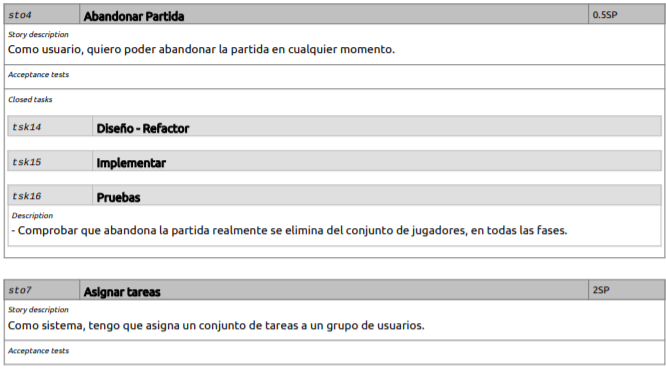 sto4 Abandonar Partida 0.5SP
Story description
Como usuario, quiero poder abandonar la partida en cualquier momento.
Acceptance tests
Closed tasks
tsk14 Diseño - Refactor
tsk15 Implementar
tsk16 Pruebas
Description
- Comprobar que abandona la partida realmente se elimina del conjunto de jugadores, en todas las fases.
sto7 Asignar tareas 2SP
Story description
Como sistema, tengo que asigna un conjunto de tareas a un grupo de usuarios.
Acceptance tests